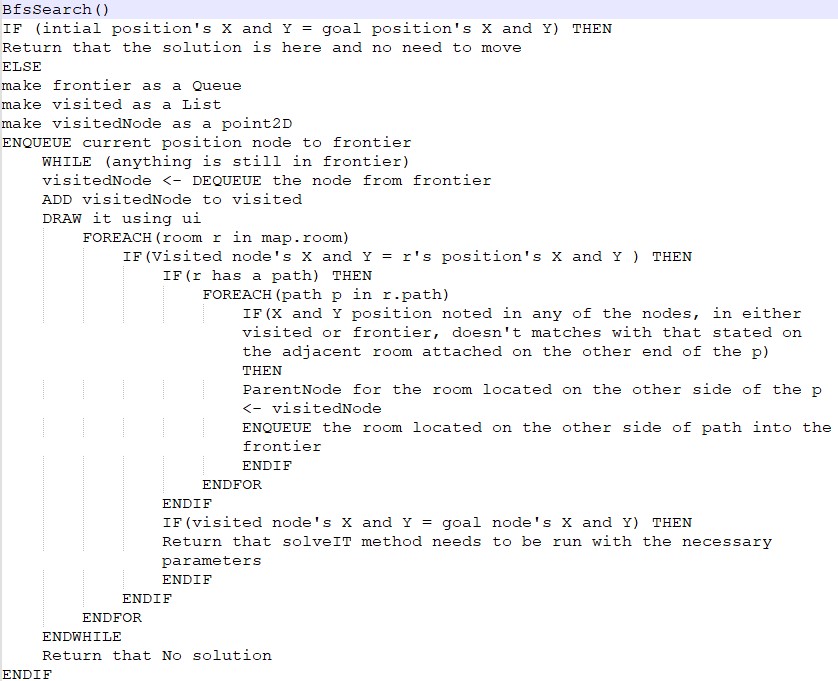 BfsSearch()
IF (intial position's X and Y = goal position's X and Y) THEN
Return that the solution is here and no need to move
ELSE
make frontier as a Queue
make visited as a List
make visitedNode as a point2D
ENQUEUE current position node to frontier
WHILE (anything is still in frontier)
visitedNode <- DEQUEUE the node from frontier
ADD visitedNode to visited
DRAW it using ui
FOREACH(room r in map.room)
IF(Visited node's X and Y = r's position's X and Y ) THEN
IF(r has a path) THEN
FOREACH(path p in r.path)
IF(X and Y position noted in any of the nodes, in either
visited or frontier, doesn't matches with that stated on
the adjacent room attached on the other end of the p)
THEN
ParentNode for the room located on the other side of the p
<- visitedNode
ENQUEUE the room located on the other side of path into the
frontier
ENDIF
ENDFOR
ENDIF
IF(visited node's X and Y = goal node's X and Y) THEN
Return that solveIT method needs to be run with the necessary
parameters
ENDIF
ENDIF
ENDFOR
ENDWHILE
Return that No solution
ENDIF